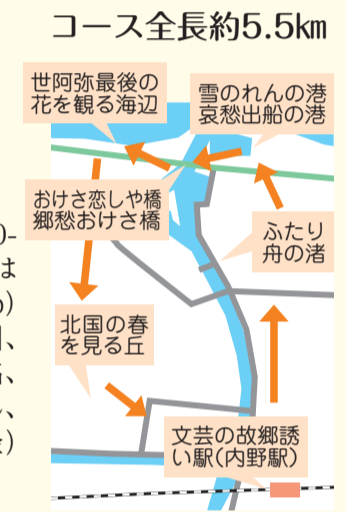 コース全長約5.5km
世阿弥最後の
花を観る海辺
雪のれんの港
哀愁出船の港
おけさ恋しや橋
郷愁おけさ橋
ふたり
舟の渚
北国の春
を見る丘
文芸の故郷誘
い駅(内野駅)
は